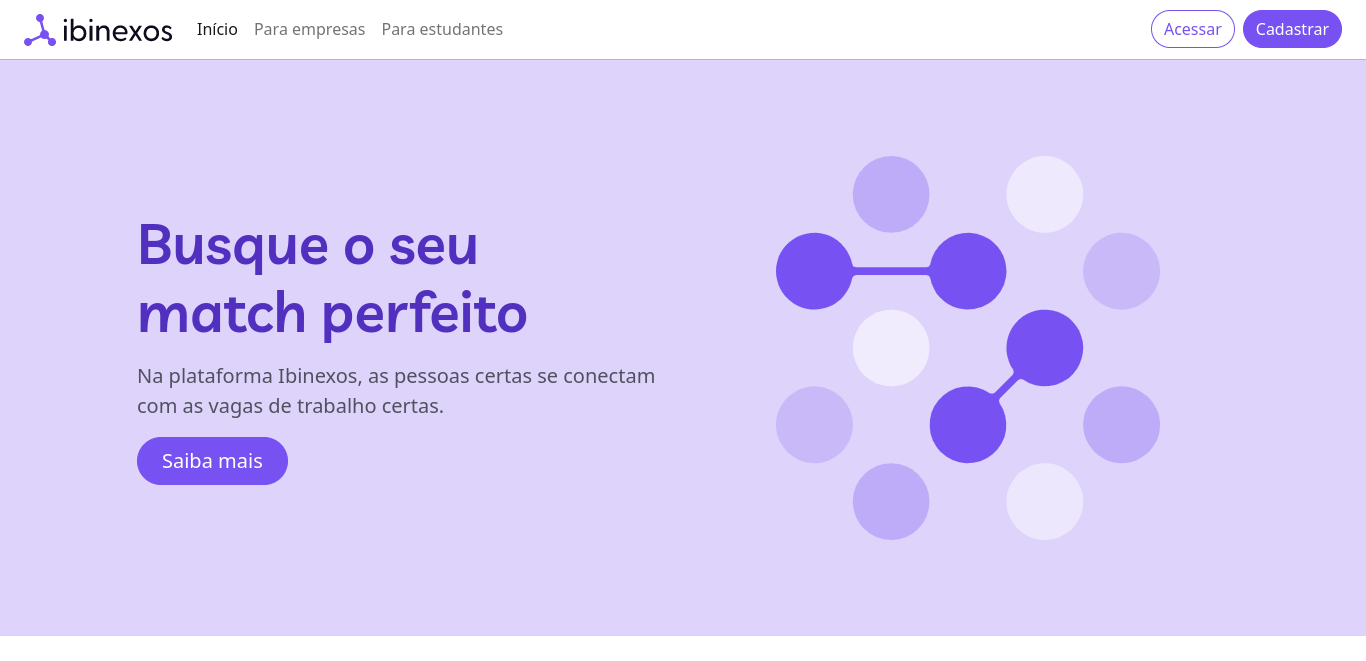 ibinexos
Início
Para empresas
Para estudantes
Acessar
Cadastrar
Busque o seu
match perfeito
Na plataforma Ibinexos, as pessoas certas se conectam
com as vagas de trabalho certas.
Saiba mais